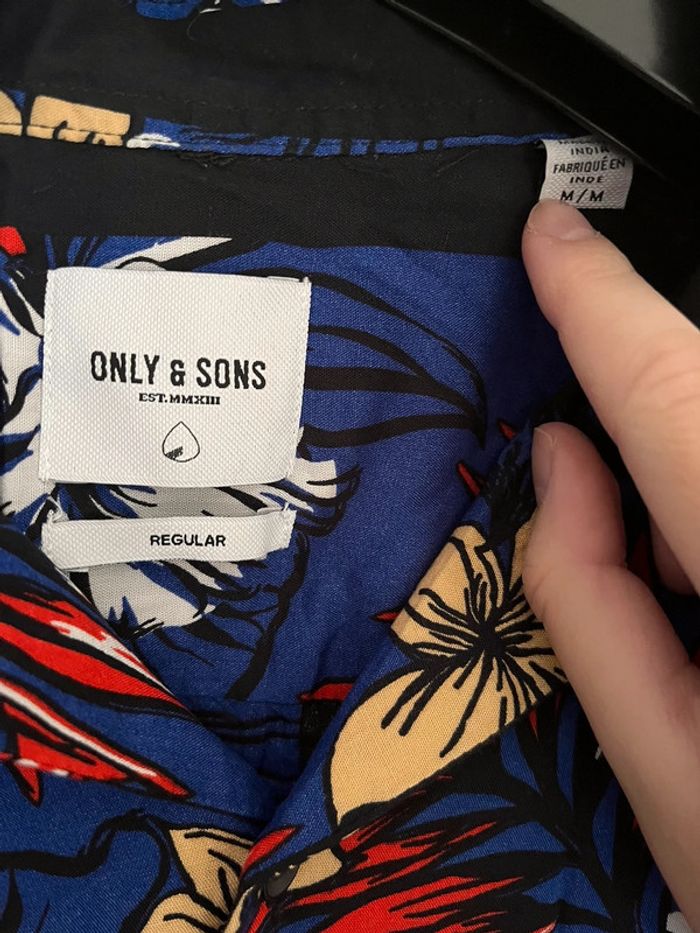 INDIA
FABRIQUÉ EN
INDE
M/M
ONLY & SONS
EST. MMXIII
REGULAR